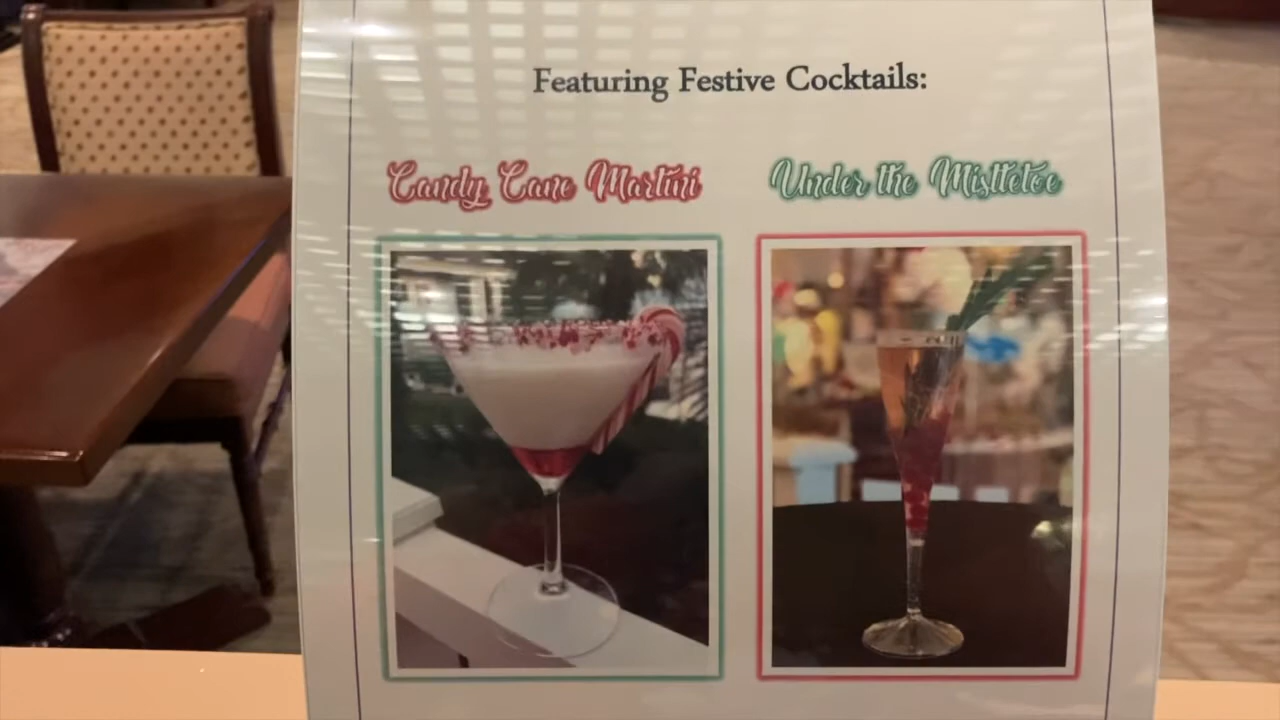 Featuring Festive Cocktails:
Candy Cane Martini
Under the Mistletoe